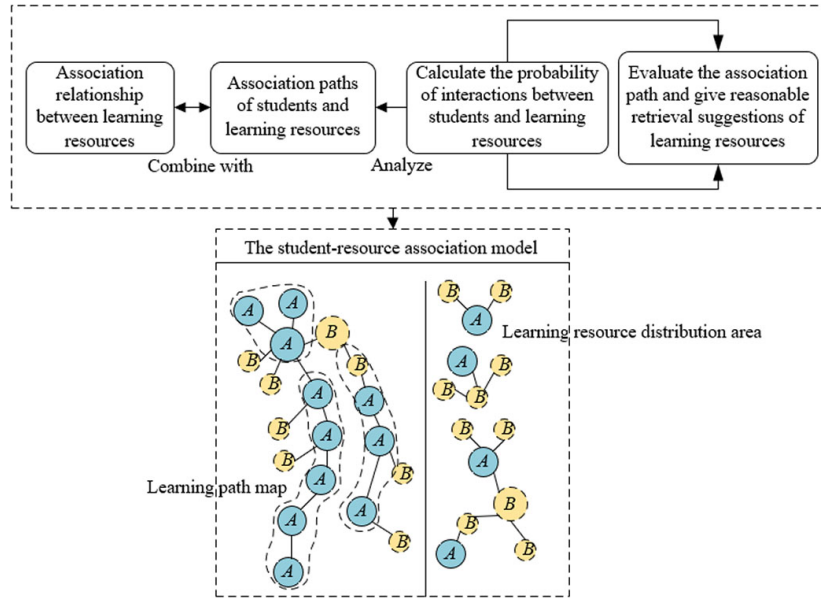 Association
relationship
between learning
resources
Association paths
of students and
learning resources
Calculate the probability
of interactions between
students and learning
resources
Evaluate the association
path and give reasonable
retrieval suggestions of
learning resources
Combine with
Analyze
The student-resource association model
A
A
A
B
B
B
B
A
B
A
B
A
B
A
A
B
Learning path map
A
A
B
A
B
B
A
Learning resource distribution area
A
B
B
B
B
B
A
B
B
A
B